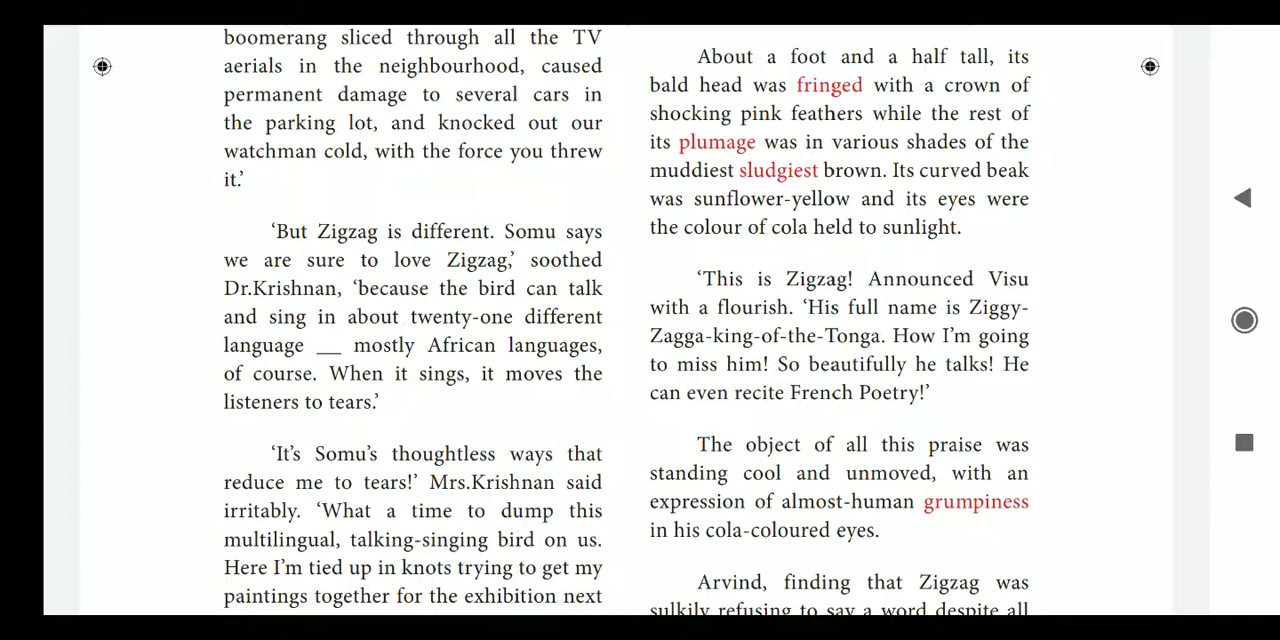 boomerang sliced through all the TV
aerials in the neighbourhood, caused
permanent damage to several cars in
the parking lot, and knocked out our
watchman cold, with the force you threw
it.’
‘But Zigzag is different. Somu says
we are sure to love Zigzag,’ soothed
Dr.Krishnan, ‘because the bird can talk
and sing in about twenty-one different
language __ mostly African languages,
of course. When it sings, it moves the
listeners to tears.’
‘It’s Somu’s thoughtless ways that
reduce me to tears!’ Mrs.Krishnan said
irritably. ‘What a time to dump this
multilingual, talking-singing bird on us.
Here I’m tied up in knots trying to get my
paintings together for the exhibition next
About a foot and a half tall, its
bald head was fringed with a crown of
shocking pink feathers while the rest of
its plumage was in various shades of the
muddiest sludgiest brown. Its curved beak
was sunflower-yellow and its eyes were
the colour of cola held to sunlight.
‘This is Zigzag! Announced Visu
with a flourish. ‘His full name is Ziggy-
Zagga-king-of-the-Tonga. How I’m going
to miss him! So beautifully he talks! He
can even recite French Poetry!’
The object of all this praise was
standing cool and unmoved, with an
expression of almost-human grumpiness
in his cola-coloured eyes.
Arvind, finding that Zigzag was
sulkily refusing to say a word despite all